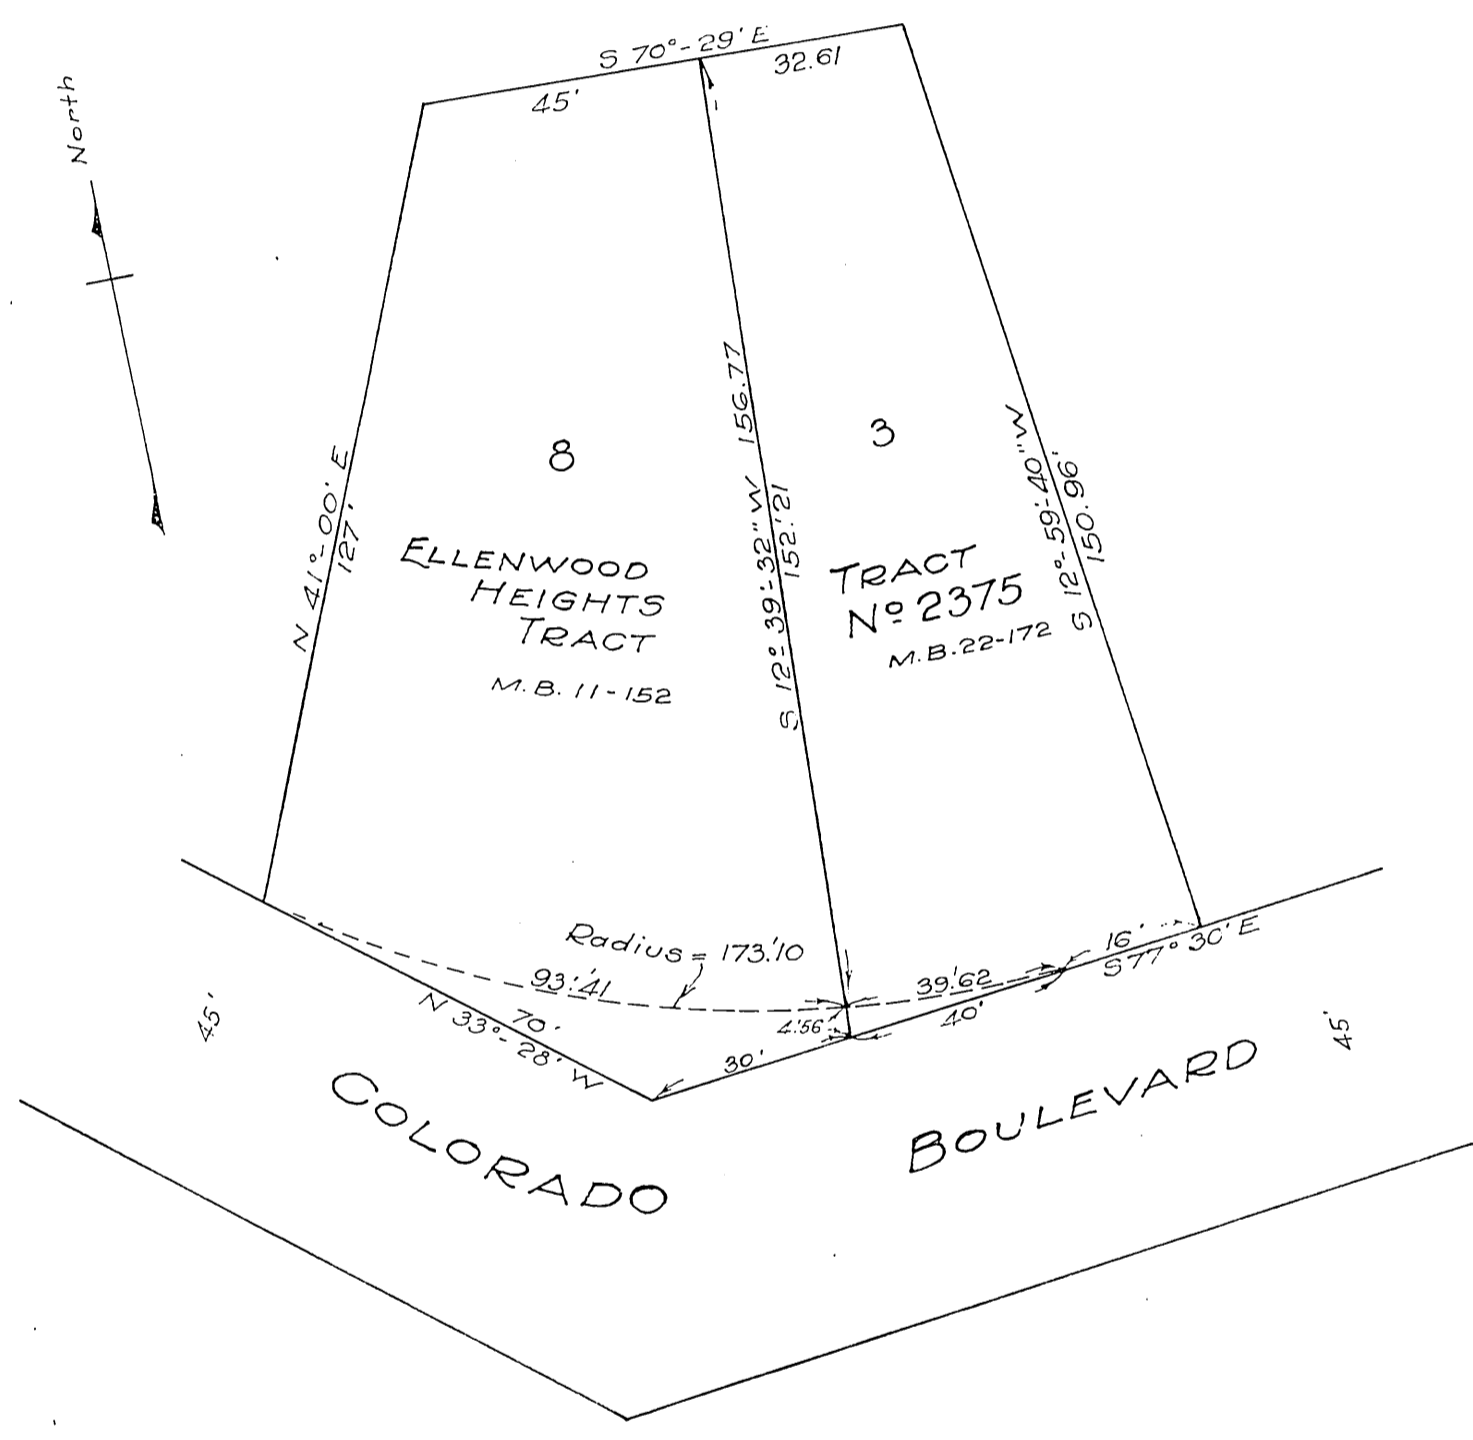 North
S 70°-29' E
45'
32.61
N 41°-00' E
127'
8
ELLENWOOD
HEIGHTS
TRACT
M.B. 11-152
S 12°-39'-32" W 156.77
152.'21
3
TRACT
Nº 2375
M.B. 22-172
S 12°-59'-40" W
150.96'
Radius = 173.'10
93.'41
N 33°-28' W
70'
4.'56
30'
39.'62
40'
16'
S 77° 30' E
45'
45'
COLORADO
BOULEVARD